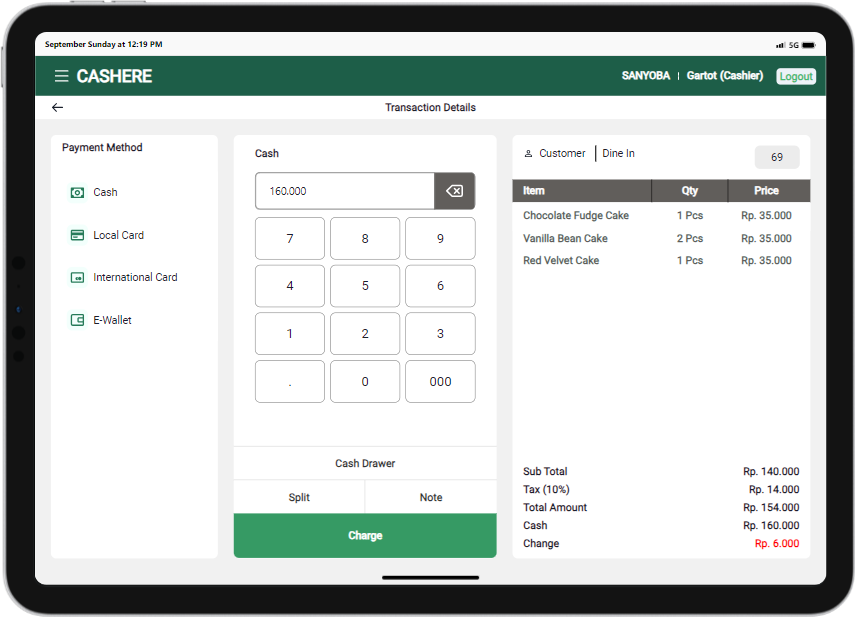 September Sunday at 12:19 PM
5G
CASHERE
SANYOBA | Gartot (Cashier) Logout
Transaction Details
Payment Method
Cash
Local Card
International Card
E-Wallet
Cash
160.000
7 8 9
4 5 6
1 2 3
. 0 000
Cash Drawer
Split Note
Charge
Customer | Dine In
69
Item Qty Price
Chocolate Fudge Cake 1 Pcs Rp. 35.000
Vanilla Bean Cake 2 Pcs Rp. 35.000
Red Velvet Cake 1 Pcs Rp. 35.000
Sub Total Rp. 140.000
Tax (10%) Rp. 14.000
Total Amount Rp. 154.000
Cash Rp. 160.000
Change Rp. 6.000